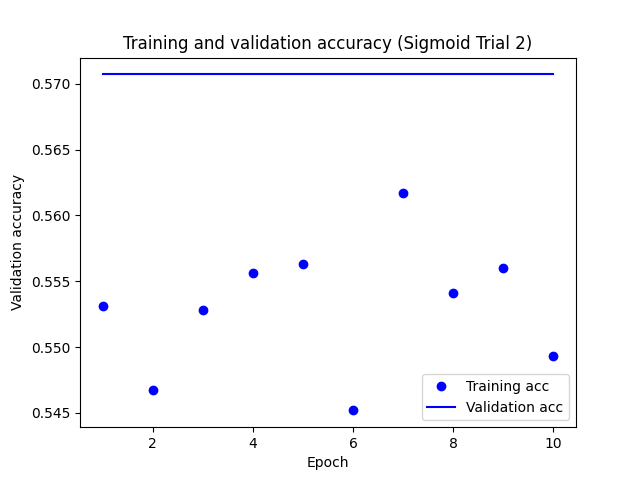 Training and validation accuracy (Sigmoid Trial 2)
Validation accuracy
0.570
0.565
0.560
0.555
0.550
0.545
Training acc
Validation acc
2
4
6
8
10
Epoch